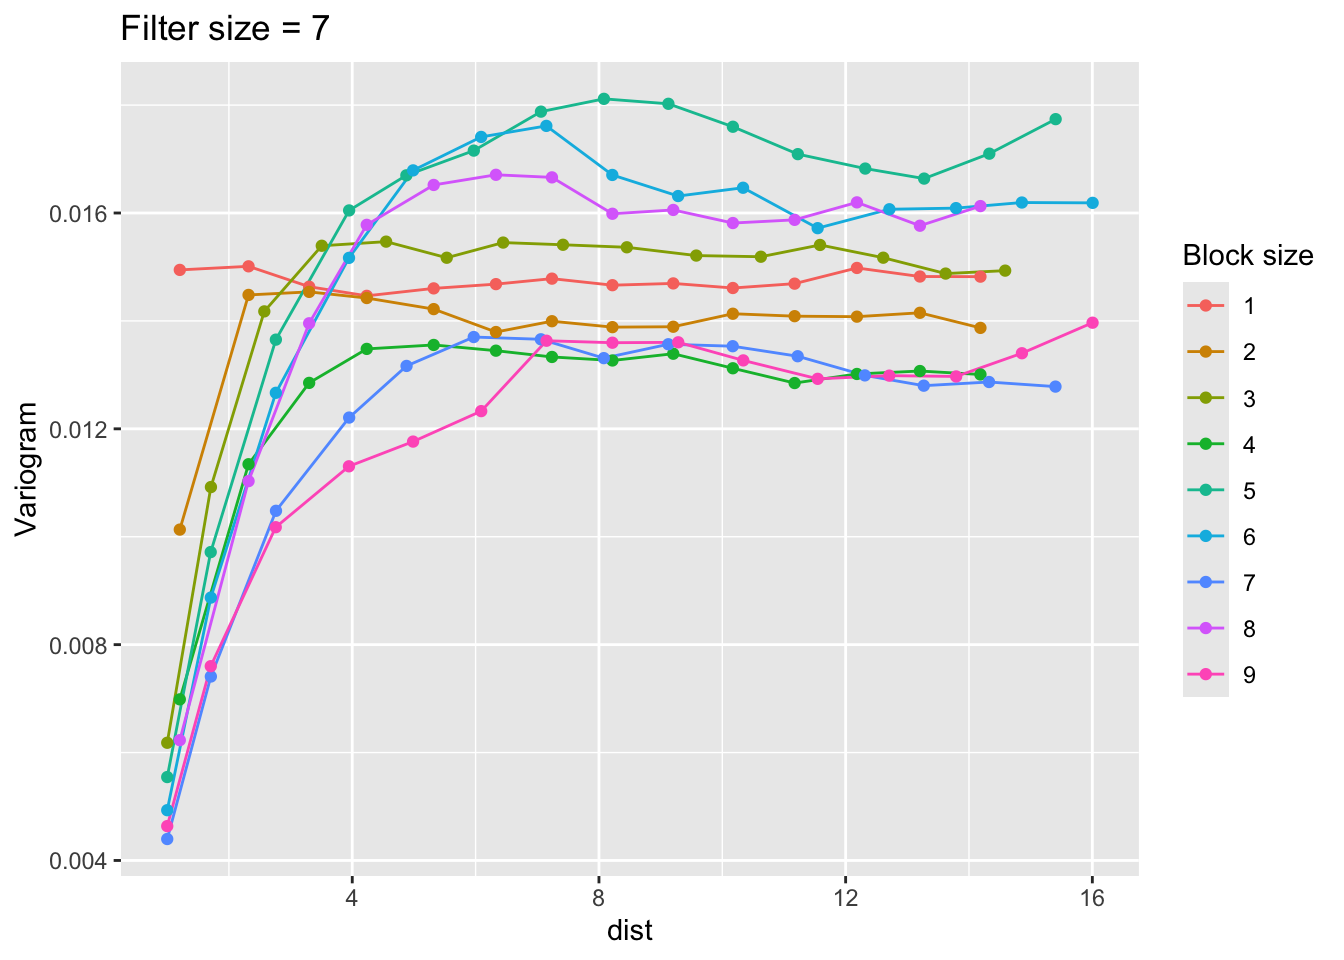 Filter size = 7
Variogram
0.016
0.012
0.008
0.004
4 8 12 16
dist
Block size
1
2
3
4
5
6
7
8
9